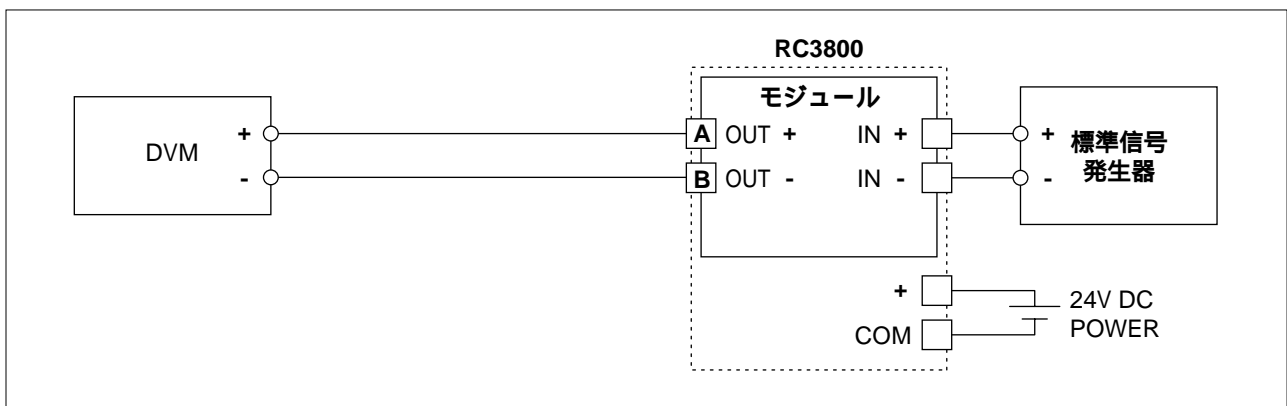 RC3800
モジュール
DVM
+
-
A OUT + IN +
B OUT - IN -
+
-
標準信号
発生器
+
COM
24V DC
POWER